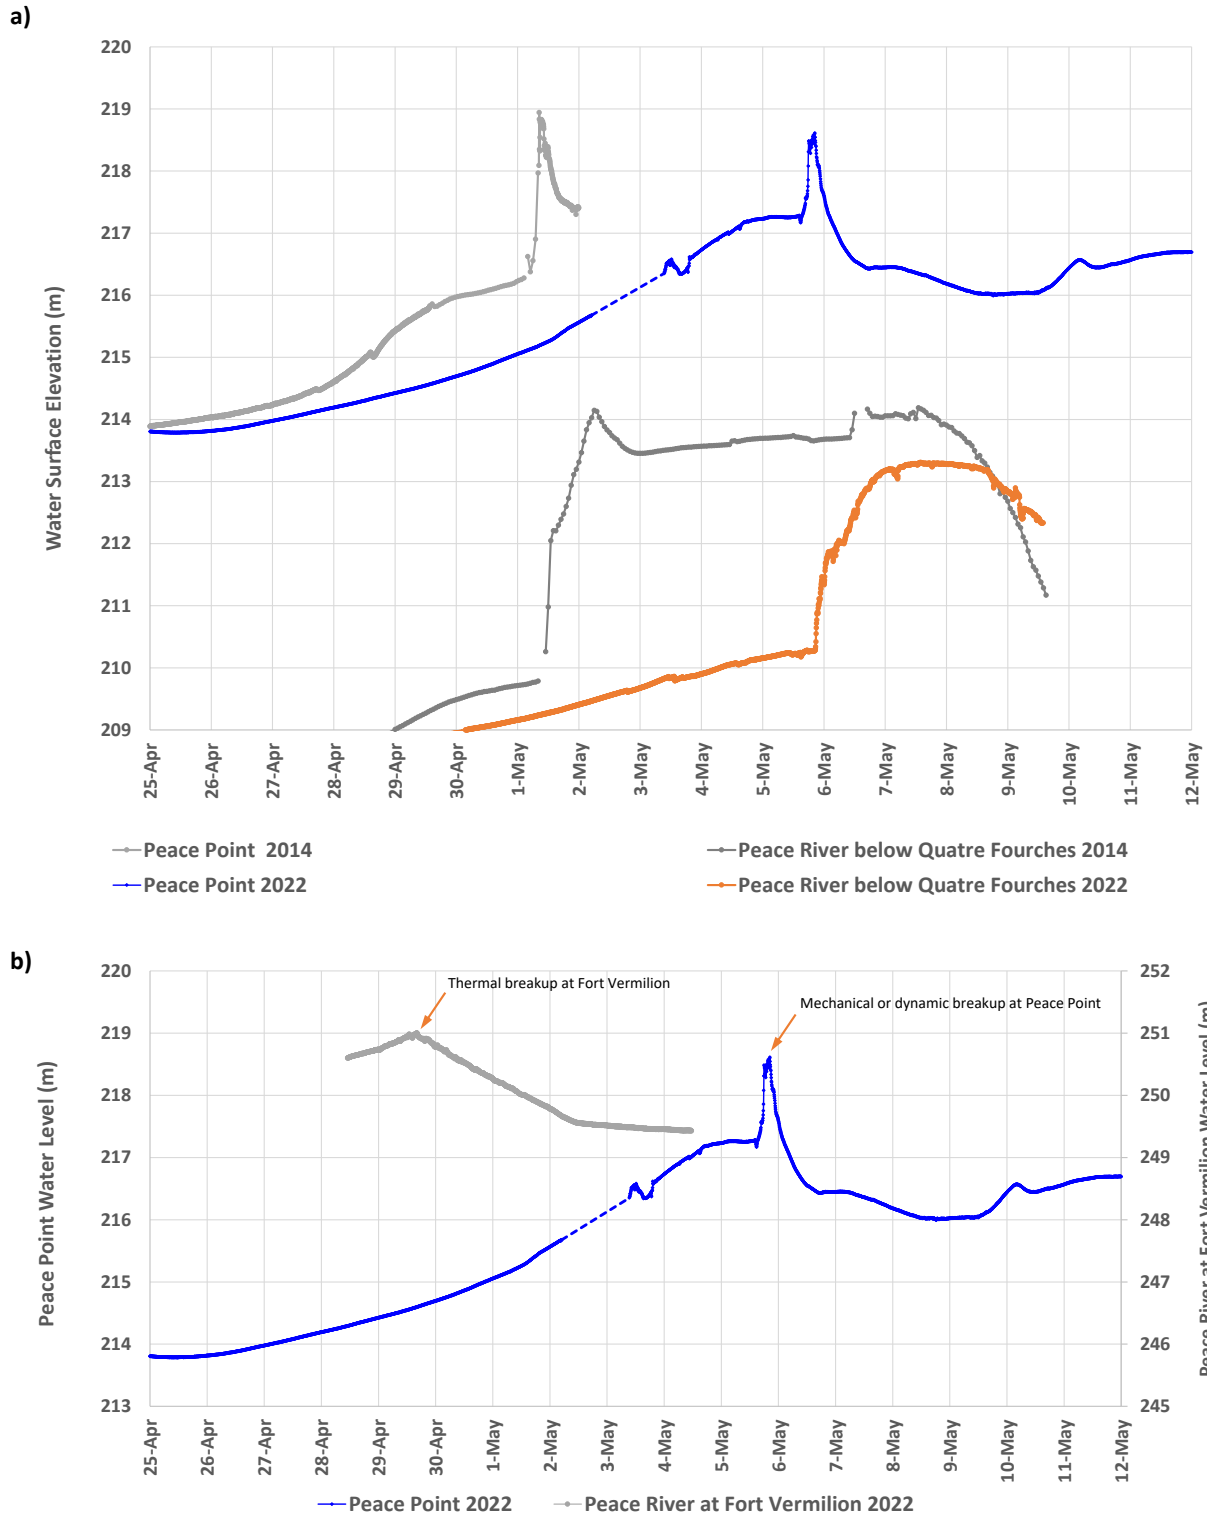 a)
220
219
218
217
216
215
214
213
212
211
210
209
Water Surface Elevation (m)
25-Apr
26-Apr
27-Apr
28-Apr
29-Apr
30-Apr
1-May
2-May
3-May
4-May
5-May
6-May
7-May
8-May
9-May
10-May
11-May
12-May
Peace Point 2014
Peace River below Quatre Fourches 2014
Peace Point 2022
Peace River below Quatre Fourches 2022
b)
220
219
218
217
216
215
214
213
Peace Point Water Level (m)
Thermal breakup at Fort Vermilion
Mechanical or dynamic breakup at Peace Point
252
251
250
249
248
247
246
245
Peace River at Fort Vermilion Water Level (m)
25-Apr
26-Apr
27-Apr
28-Apr
29-Apr
30-Apr
1-May
2-May
3-May
4-May
5-May
6-May
7-May
8-May
9-May
10-May
11-May
12-May
Peace Point 2022
Peace River at Fort Vermilion 2022